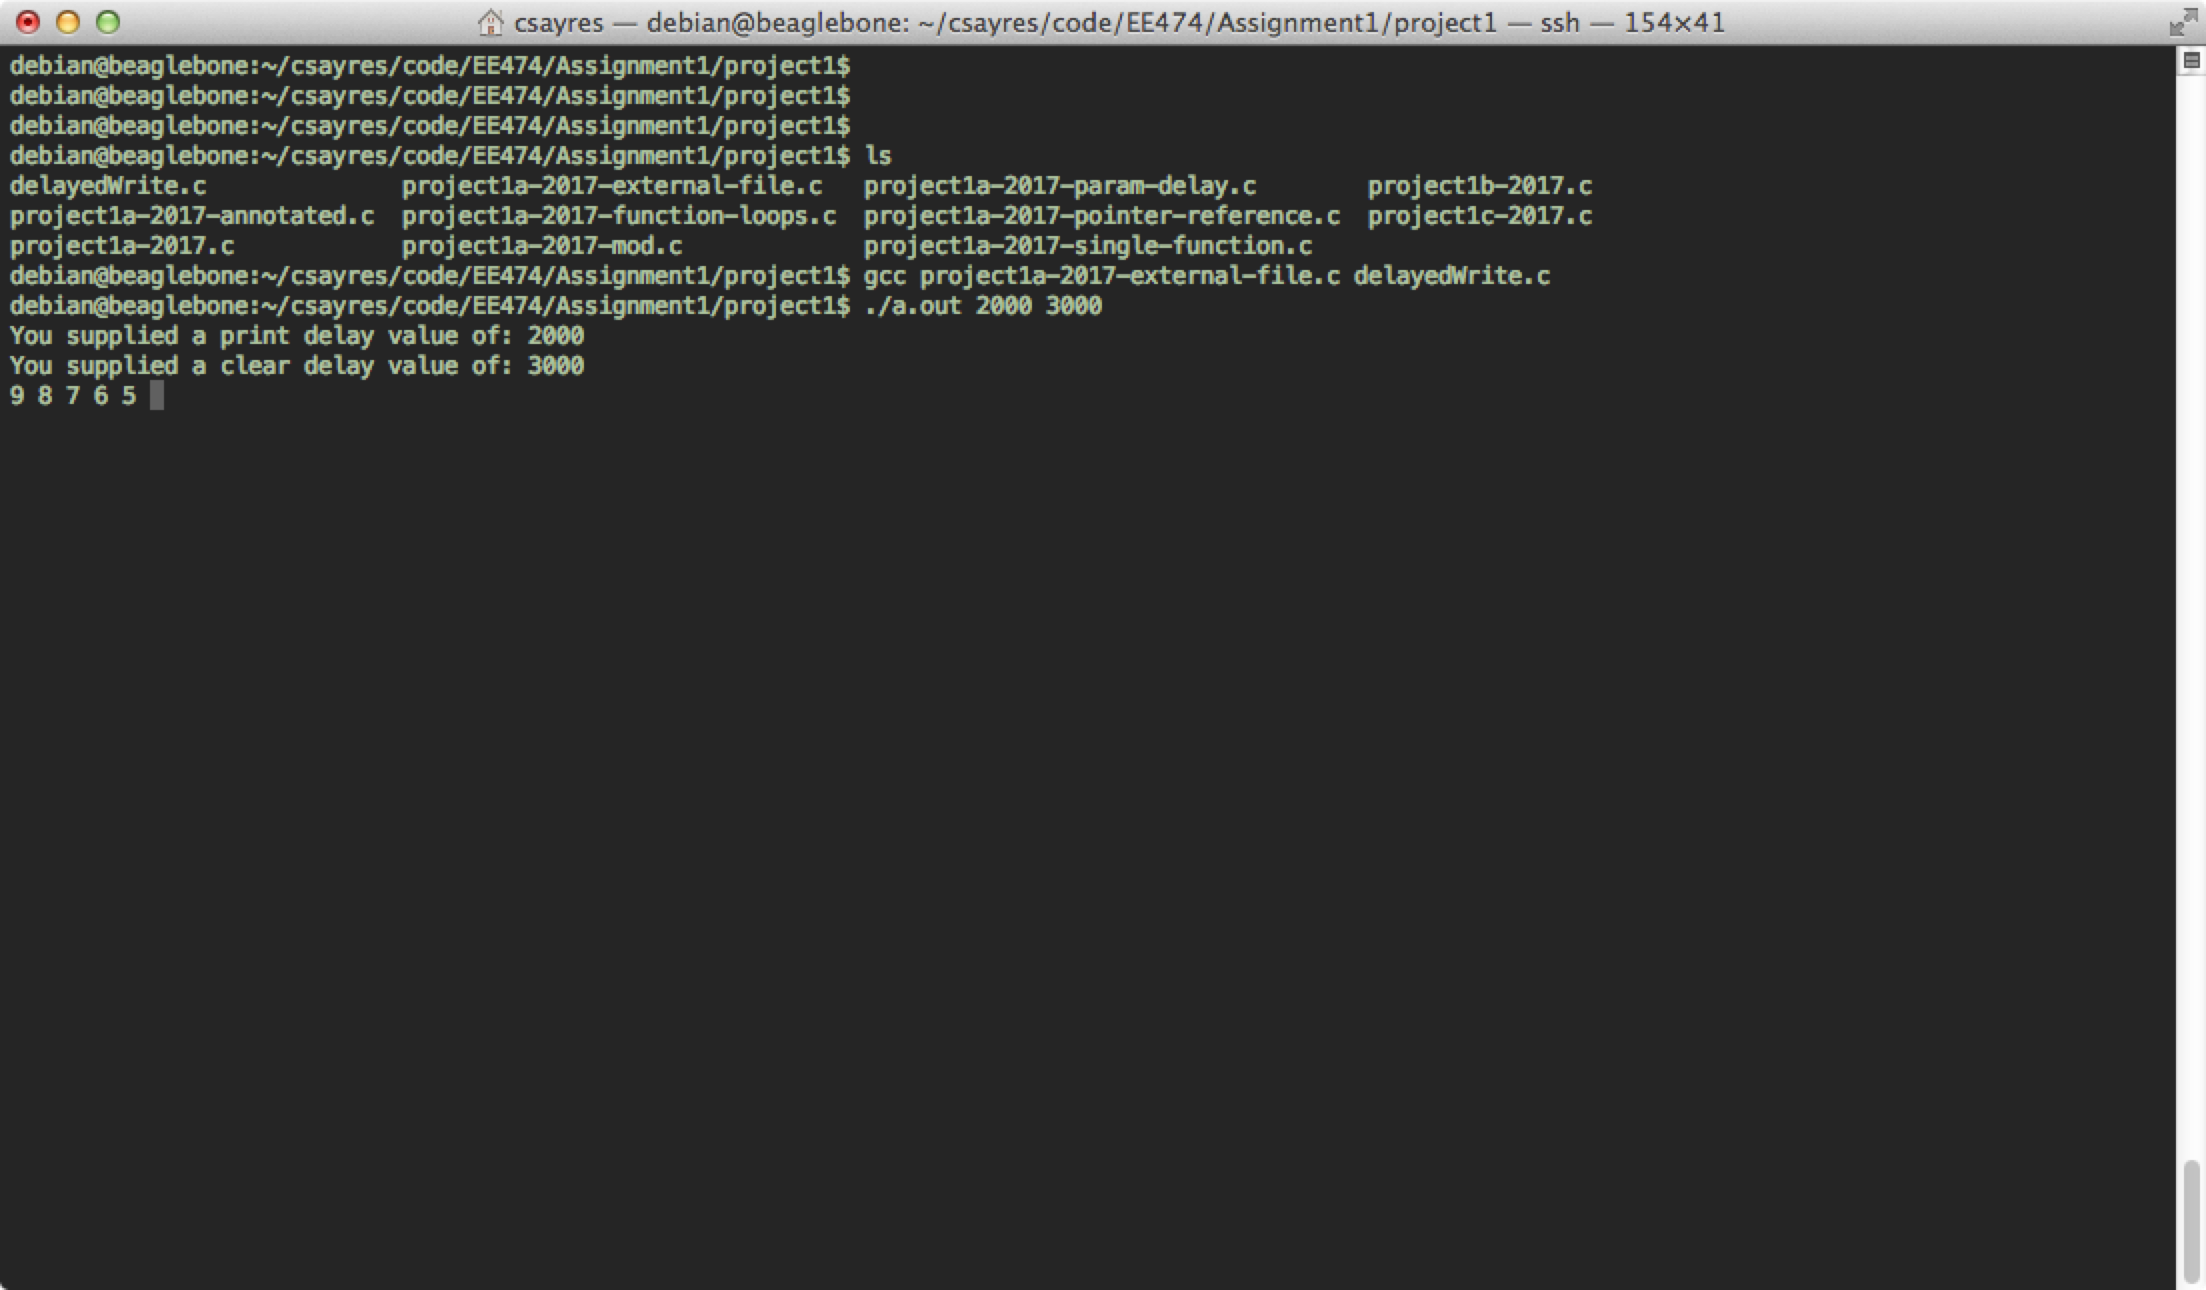 csayres — debian@beaglebone: ~/csayres/code/EE474/Assignment1/project1 — ssh — 154×41
debian@beaglebone:~/csayres/code/EE474/Assignment1/project1$
debian@beaglebone:~/csayres/code/EE474/Assignment1/project1$
debian@beaglebone:~/csayres/code/EE474/Assignment1/project1$
debian@beaglebone:~/csayres/code/EE474/Assignment1/project1$ ls
delayedWrite.c              project1a-2017-external-file.c   project1a-2017-param-delay.c        project1b-2017.c
project1a-2017-annotated.c  project1a-2017-function-loops.c  project1a-2017-pointer-reference.c  project1c-2017.c
project1a-2017.c            project1a-2017-mod.c             project1a-2017-single-function.c
debian@beaglebone:~/csayres/code/EE474/Assignment1/project1$ gcc project1a-2017-external-file.c delayedWrite.c
debian@beaglebone:~/csayres/code/EE474/Assignment1/project1$ ./a.out 2000 3000
You supplied a print delay value of: 2000
You supplied a clear delay value of: 3000
9 8 7 6 5